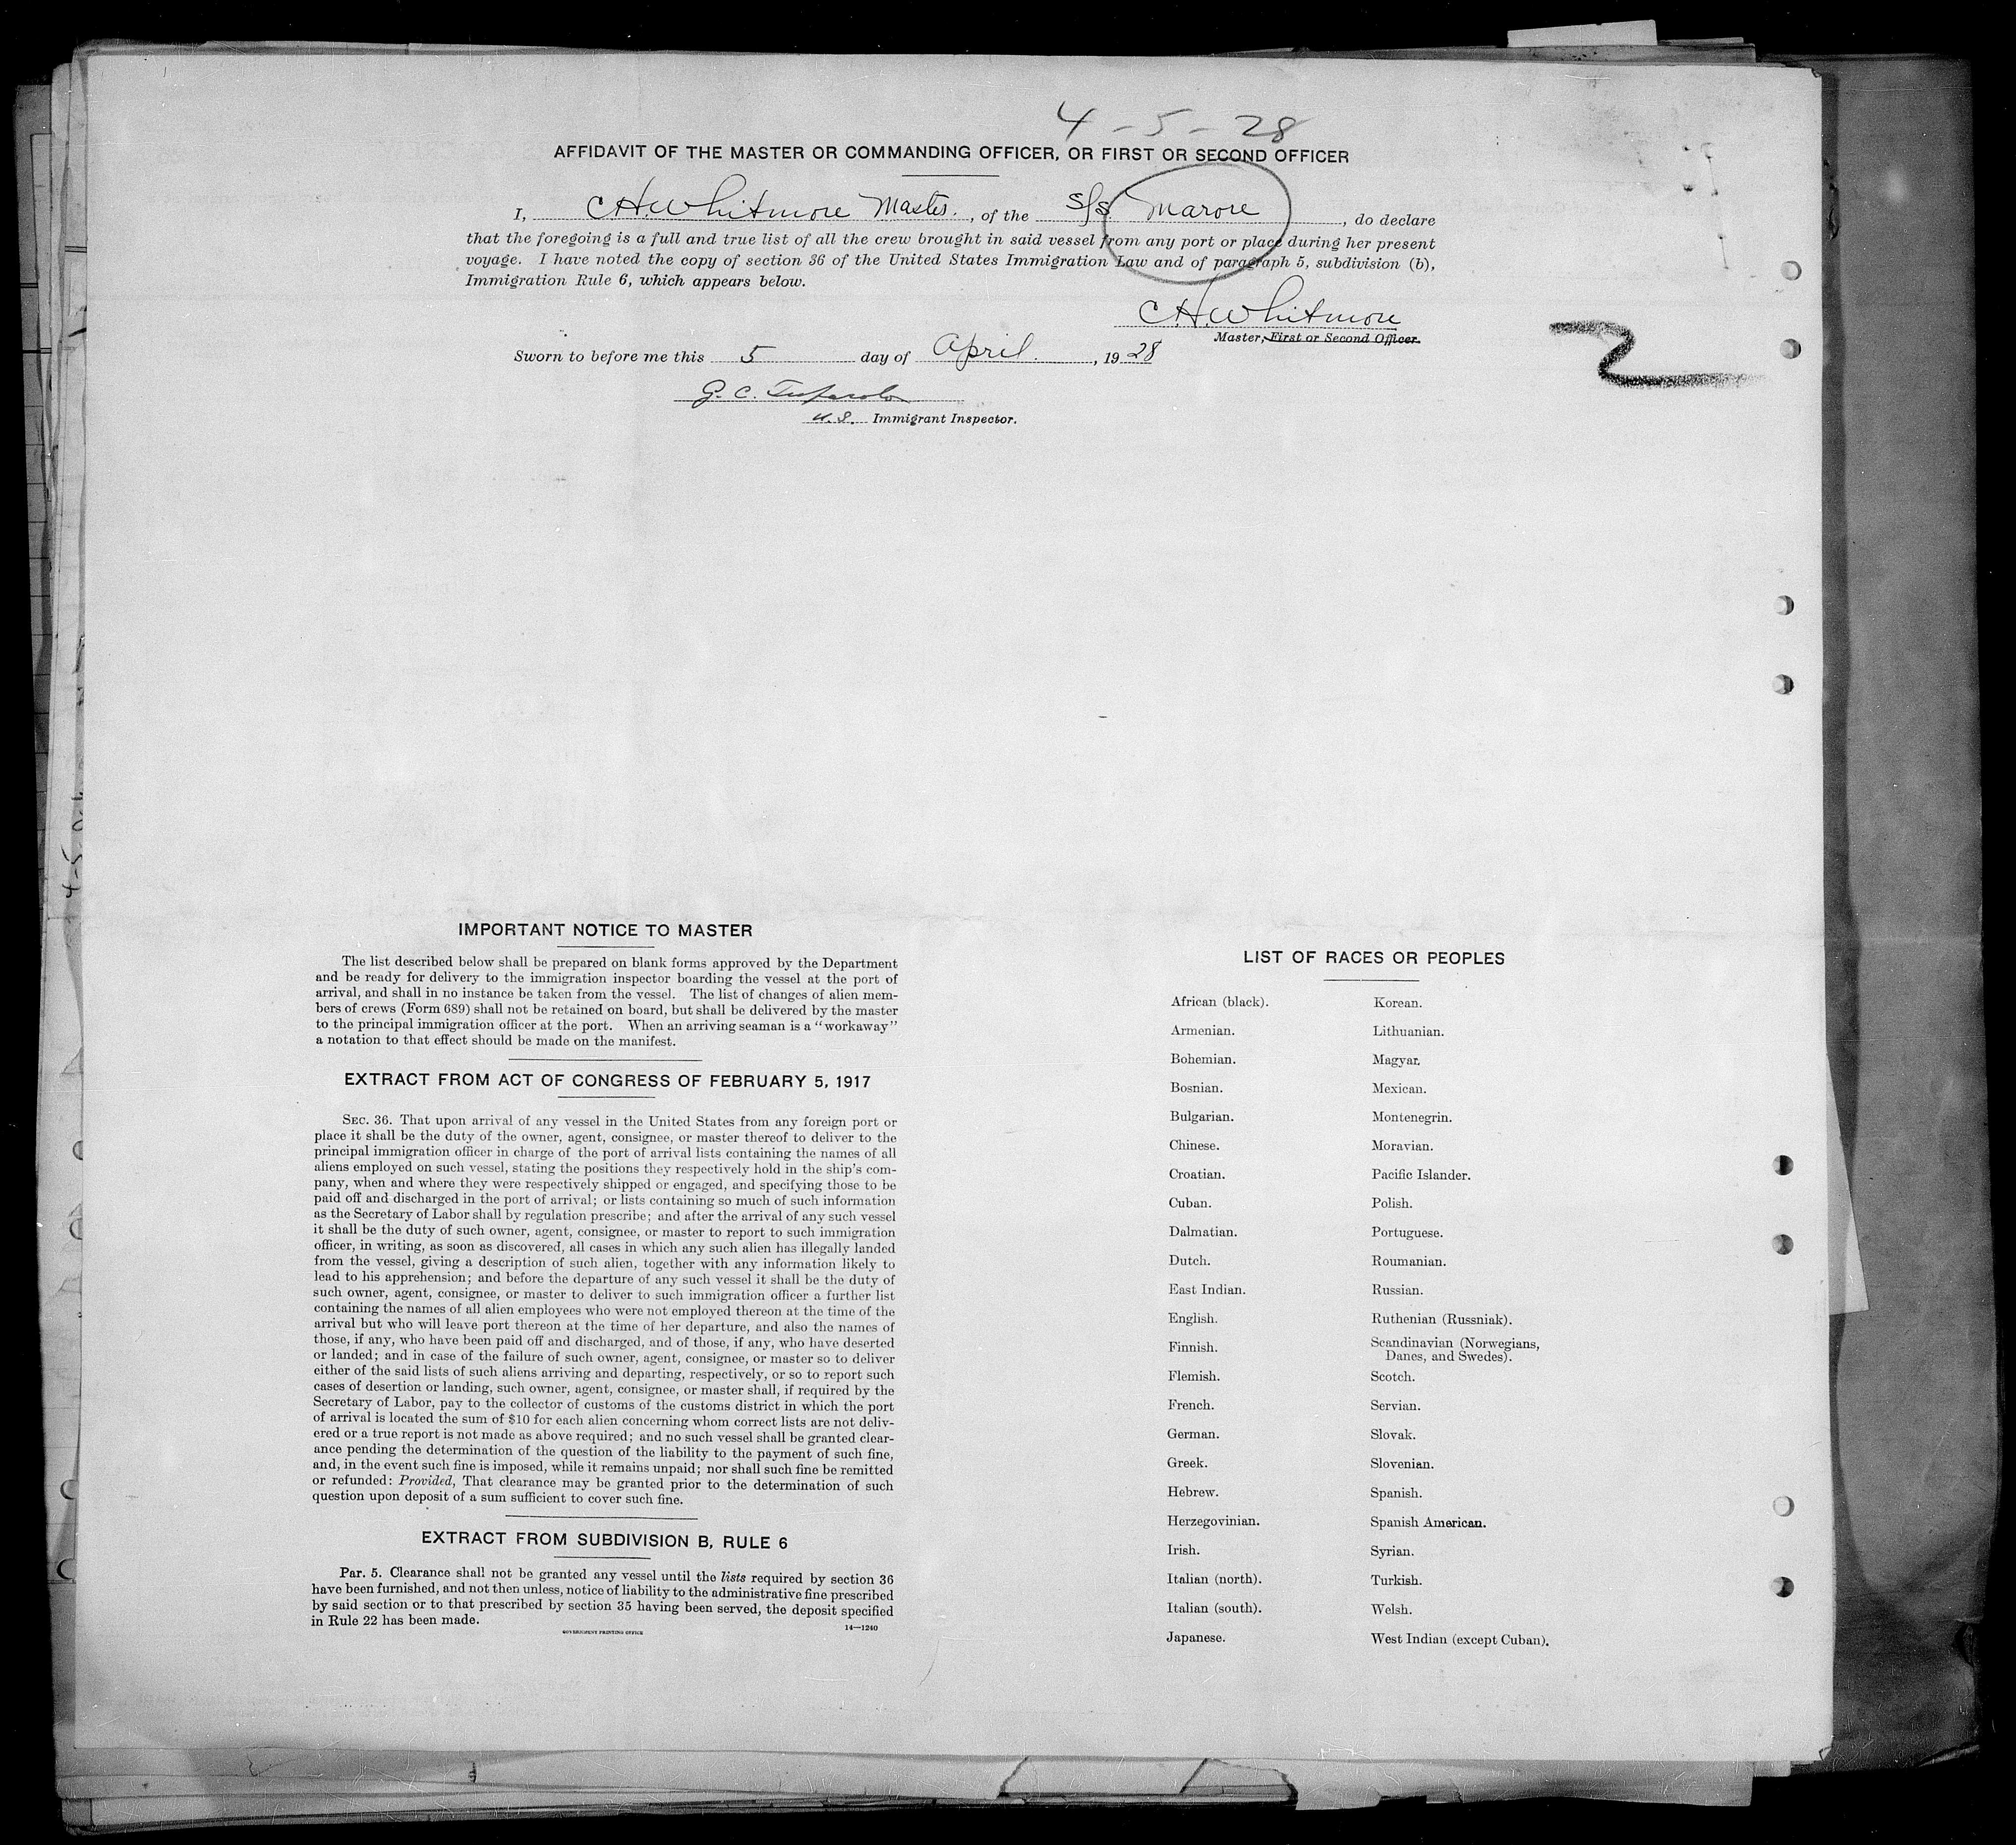 4-5-28
AFFIDAVIT OF THE MASTER OR COMMANDING OFFICER, OR FIRST OR SECOND OFFICER
I, CHWhitmore Master. , of the S/S. Marore , do declare
that the foregoing is a full and true list of all the crew brought in said vessel from any port or place during her present
voyage. I have noted the copy of section 36 of the United States Immigration Law and of paragraph 5, subdivision (b),
Immigration Rule 6, which appears below.
C.H.Whitmore
Master, First or Second Officer.
Sworn to before me this 5 day of April , 1928
G. C.
U.S. Immigrant Inspector.
2
4-5
IMPORTANT NOTICE TO MASTER
The list described below shall be prepared on blank forms approved by the Department
and be ready for delivery to the immigration inspector boarding the vessel at the port of
arrival, and shall in no instance be taken from the vessel. The list of changes of alien mem-
bers of crews (Form 689) shall not be retained on board, but shall be delivered by the master
to the principal immigration officer at the port. When an arriving seaman is a "workaway"
a notation to that effect should be made on the manifest.
EXTRACT FROM ACT OF CONGRESS OF FEBRUARY 5, 1917
SEC. 36. That upon arrival of any vessel in the United States from any foreign port or
place it shall be the duty of the owner, agent, consignee, or master thereof to deliver to the
principal immigration officer in charge of the port of arrival lists containing the names of all
aliens employed on such vessel, stating the positions they respectively hold in the ship's com-
pany, when and where they were respectively shipped or engaged, and specifying those to be
paid off and discharged in the port of arrival; or lists containing so much of such information
as the Secretary of Labor shall by regulation prescribe; and after the arrival of any such vessel
it shall be the duty of such owner, agent, consignee, or master to report to such immigration
officer, in writing, as soon as discovered, all cases in which any such alien has illegally landed
from the vessel, giving a description of such alien, together with any information likely to
lead to his apprehension; and before the departure of any such vessel it shall be the duty of
such owner, agent, consignee, or master to deliver to such immigration officer a further list
containing the names of all alien employees who were not employed thereon at the time of the
arrival but who will leave port thereon at the time of her departure, and also the names of
those, if any, who have been paid off and discharged, and of those, if any, who have deserted
or landed; and in case of the failure of such owner, agent, consignee, or master so to deliver
either of the said lists of such aliens arriving and departing, respectively, or so to report such
cases of desertion or landing, such owner, agent, consignee, or master shall, if required by the
Secretary of Labor, pay to the collector of customs of the customs district in which the port
of arrival is located the sum of $10 for each alien concerning whom correct lists are not deliv-
ered or a true report is not made as above required; and no such vessel shall be granted clear-
ance pending the determination of the question of the liability to the payment of such fine,
and, in the event such fine is imposed, while it remains unpaid; nor shall such fine be remitted
or refunded: Provided, That clearance may be granted prior to the determination of such
question upon deposit of a sum sufficient to cover such fine.
EXTRACT FROM SUBDIVISION B, RULE 6
Par. 5. Clearance shall not be granted any vessel until the lists required by section 36
have been furnished, and not then unless, notice of liability to the administrative fine prescribed
by said section or to that prescribed by section 35 having been served, the deposit specified
in Rule 22 has been made.
GOVERNMENT PRINTING OFFICE 14—1240
LIST OF RACES OR PEOPLES
African (black). Korean.
Armenian. Lithuanian.
Bohemian. Magyar.
Bosnian. Mexican.
Bulgarian. Montenegrin.
Chinese. Moravian.
Croatian. Pacific Islander.
Cuban. Polish.
Dalmatian. Portuguese.
Dutch. Roumanian.
East Indian. Russian.
English. Ruthenian (Russniak).
Finnish. Scandinavian (Norwegians,
Danes, and Swedes).
Flemish. Scotch.
French. Servian.
German. Slovak.
Greek. Slovenian.
Hebrew. Spanish.
Herzegovinian. Spanish American.
Irish. Syrian.
Italian (north). Turkish.
Italian (south). Welsh.
Japanese. West Indian (except Cuban).